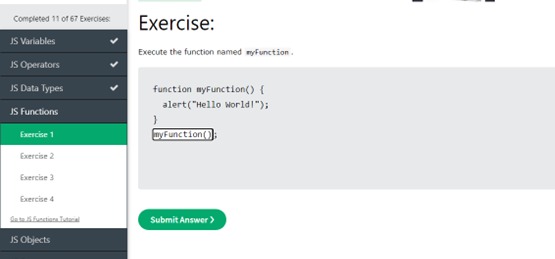 Completed 11 of 67 Exercises:
JS Variables ✔
JS Operators ✔
JS Data Types ✔
JS Functions
Exercise 1
Exercise 2
Exercise 3
Exercise 4
Go to JS Functions Tutorial
JS Objects
Exercise:
Execute the function named myFunction.
function myFunction() {
  alert("Hello World!");
}
myFunction();
Submit Answer ❯